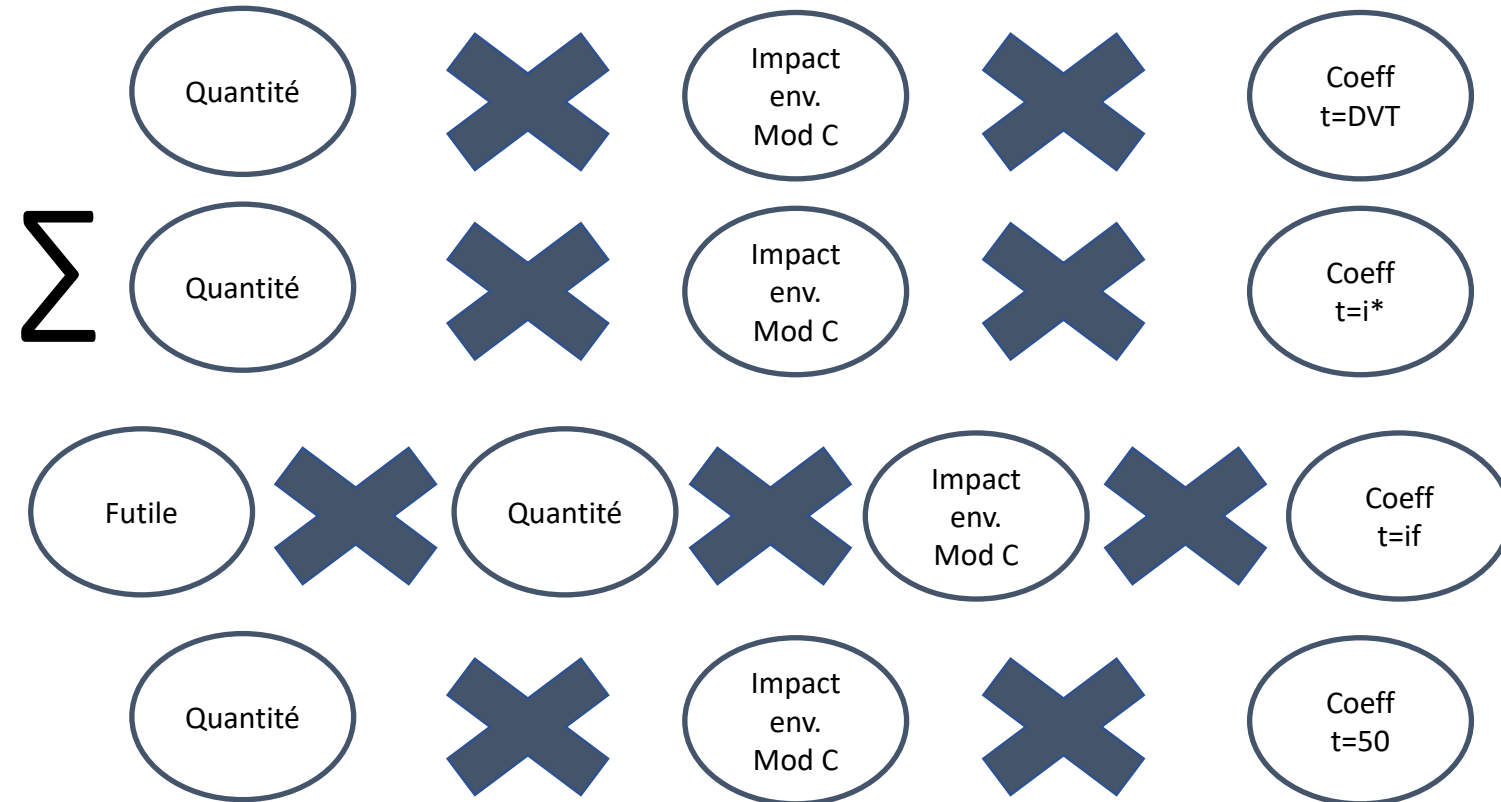 Quantité
Impact
env.
Mod C
Coeff
t=DVT
∑
Quantité
Impact
env.
Mod C
Coeff
t=i*
Futile
Quantité
Impact
env.
Mod C
Coeff
t=if
Quantité
Impact
env.
Mod C
Coeff
t=50